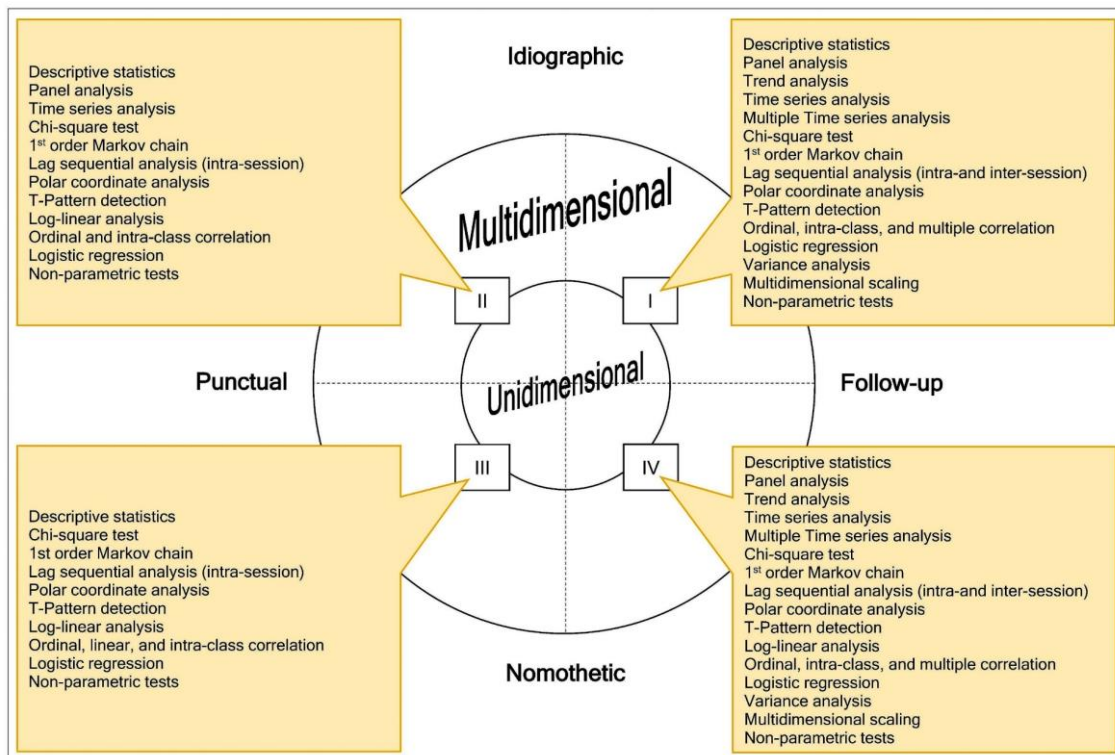 Idiographic
Descriptive statistics
Panel analysis
Time series analysis
Chi-square test
1st order Markov chain
Lag sequential analysis (intra-session)
Polar coordinate analysis
T-Pattern detection
Log-linear analysis
Ordinal and intra-class correlation
Logistic regression
Non-parametric tests
Descriptive statistics
Panel analysis
Trend analysis
Time series analysis
Multiple Time series analysis
Chi-square test
1st order Markov chain
Lag sequential analysis (intra-and inter-session)
Polar coordinate analysis
T-Pattern detection
Ordinal, intra-class, and multiple correlation
Logistic regression
Variance analysis
Multidimensional scaling
Non-parametric tests
Multidimensional
II
I
Punctual
Unidimensional
Follow-up
III
IV
Descriptive statistics
Chi-square test
1st order Markov chain
Lag sequential analysis (intra-session)
Polar coordinate analysis
T-Pattern detection
Log-linear analysis
Ordinal, linear, and intra-class correlation
Logistic regression
Non-parametric tests
Descriptive statistics
Panel analysis
Trend analysis
Time series analysis
Multiple Time series analysis
Chi-square test
1st order Markov chain
Lag sequential analysis (intra-and inter-session)
Polar coordinate analysis
T-Pattern detection
Log-linear analysis
Ordinal, intra-class, and multiple correlation
Logistic regression
Variance analysis
Multidimensional scaling
Non-parametric tests
Nomothetic